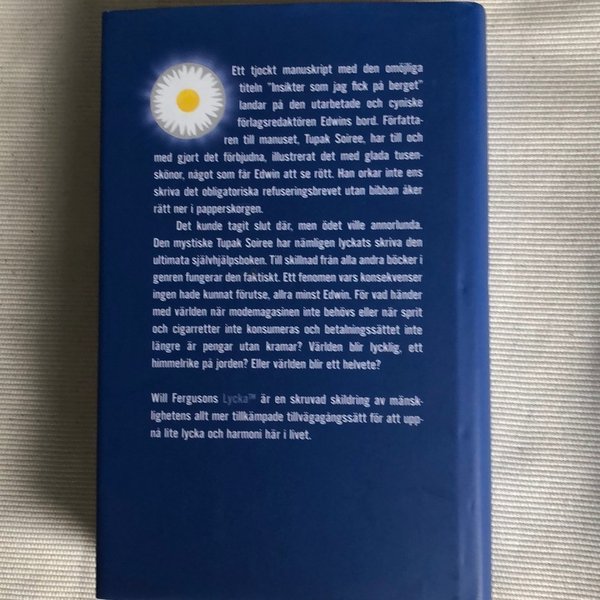 Ett tjockt manuskript med den omöjliga
titeln "Insikter som jag fick på berget"
landar på den utarbetade och cyniske
förlagsredaktören Edwins bord. Författa-
ren till manuset, Tupak Soiree, har till och
med gjort det förbjudna, illustrerat det med glada tusen-
skönor, något som får Edwin att se rött. Han orkar inte ens
skriva det obligatoriska refuseringsbrevet utan bibban åker
rätt ner i papperskorgen.
Det kunde tagit slut där, men ödet ville annorlunda.
Den mystiske Tupak Soiree har nämligen lyckats skriva den
ultimata självhjälpsboken. Till skillnad från alla andra böcker i
genren fungerar den faktiskt. Ett fenomen vars konsekvenser
ingen hade kunnat förutse, allra minst Edwin. För vad händer
med världen när modemagasinen inte behövs eller när sprit
och cigarretter inte konsumeras och betalningssättet inte
längre är pengar utan kramar? Världen blir lycklig, ett
himmelrike på jorden? Eller världen blir ett helvete?
Will Fergusons Lycka™ är en skruvad skildring av mänsk-
lighetens allt mer tillkämpade tillvägagångssätt för att upp-
nå lite lycka och harmoni här i livet.